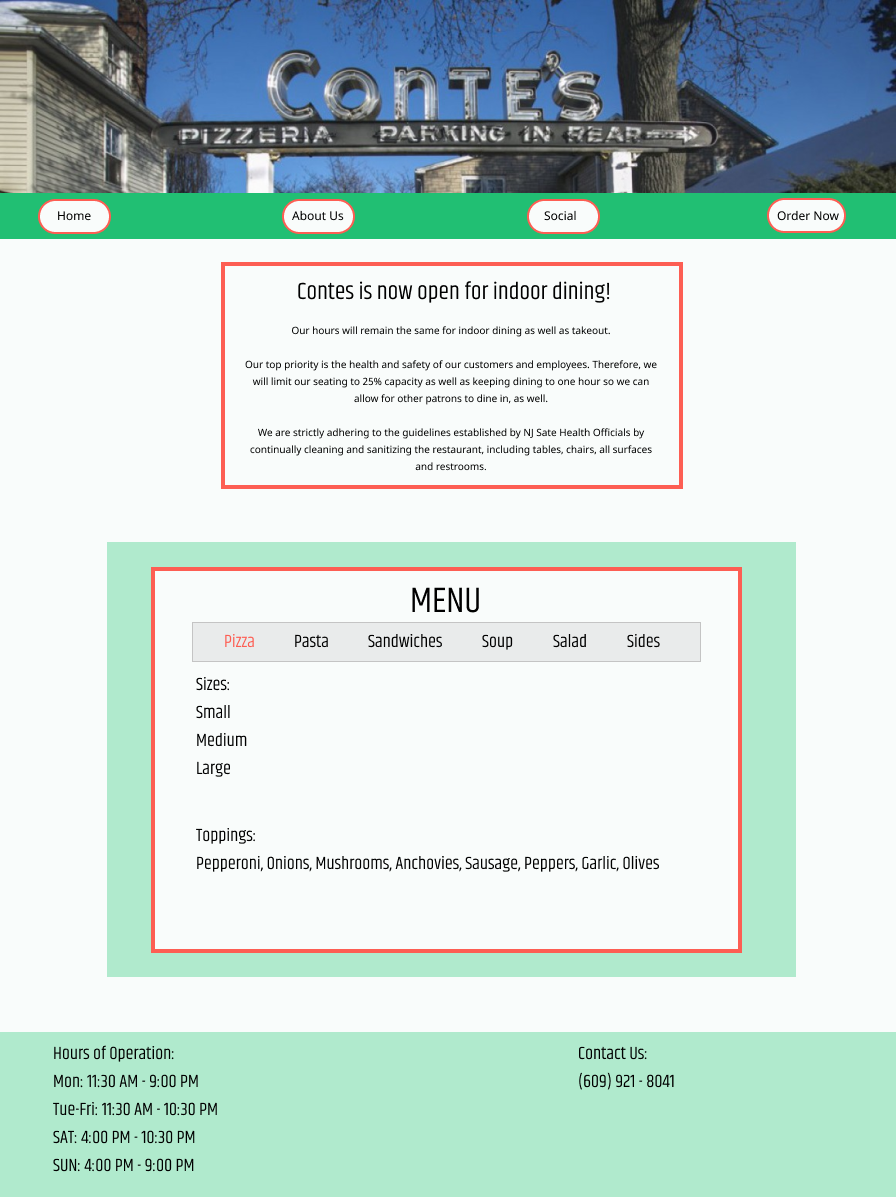 CONTE'S
PIZZERIA PARKING IN REAR
Home About Us Social Order Now
Contes is now open for indoor dining!
Our hours will remain the same for indoor dining as well as takeout.
Our top priority is the health and safety of our customers and employees. Therefore, we
will limit our seating to 25% capacity as well as keeping dining to one hour so we can
allow for other patrons to dine in, as well.
We are strictly adhering to the guidelines established by NJ Sate Health Officials by
continually cleaning and sanitizing the restaurant, including tables, chairs, all surfaces
and restrooms.
MENU
Pizza Pasta Sandwiches Soup Salad Sides
Sizes:
Small
Medium
Large
Toppings:
Pepperoni, Onions, Mushrooms, Anchovies, Sausage, Peppers, Garlic, Olives
Hours of Operation:
Mon: 11:30 AM - 9:00 PM
Tue-Fri: 11:30 AM - 10:30 PM
SAT: 4:00 PM - 10:30 PM
SUN: 4:00 PM - 9:00 PM
Contact Us:
(609) 921 - 8041